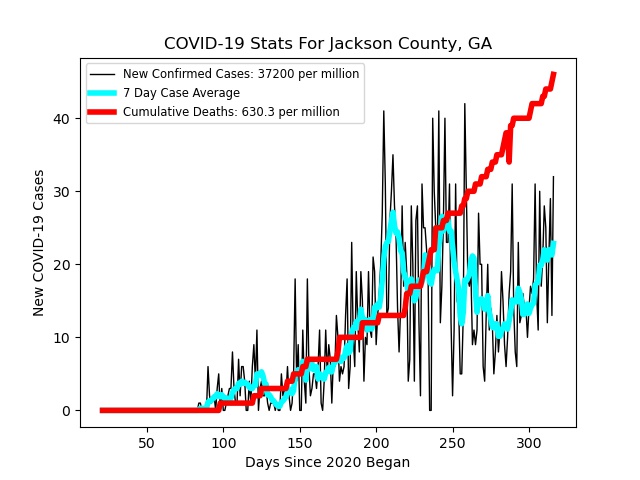 COVID-19 Stats For Jackson County, GA
New Confirmed Cases: 37200 per million
7 Day Case Average
Cumulative Deaths: 630.3 per million
New COVID-19 Cases
40
30
20
10
0
50 100 150 200 250 300
Days Since 2020 Began